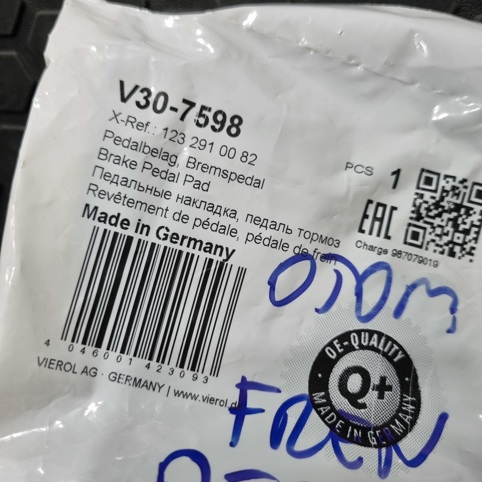 V30-7598
X-Ref.: 123 291 00 82
Pedalbelag, Bremspedal
Brake Pedal Pad
Педальные накладка, педаль тормоз
Revêtement de pédale, pédale de frein
Made in Germany
PCS 1
EAC
Charge 987079019
4 046001 423093
VIEROL AG · GERMANY | www.vierol.d
OE-QUALITY
Q+
MADE IN GERMANY
FREN